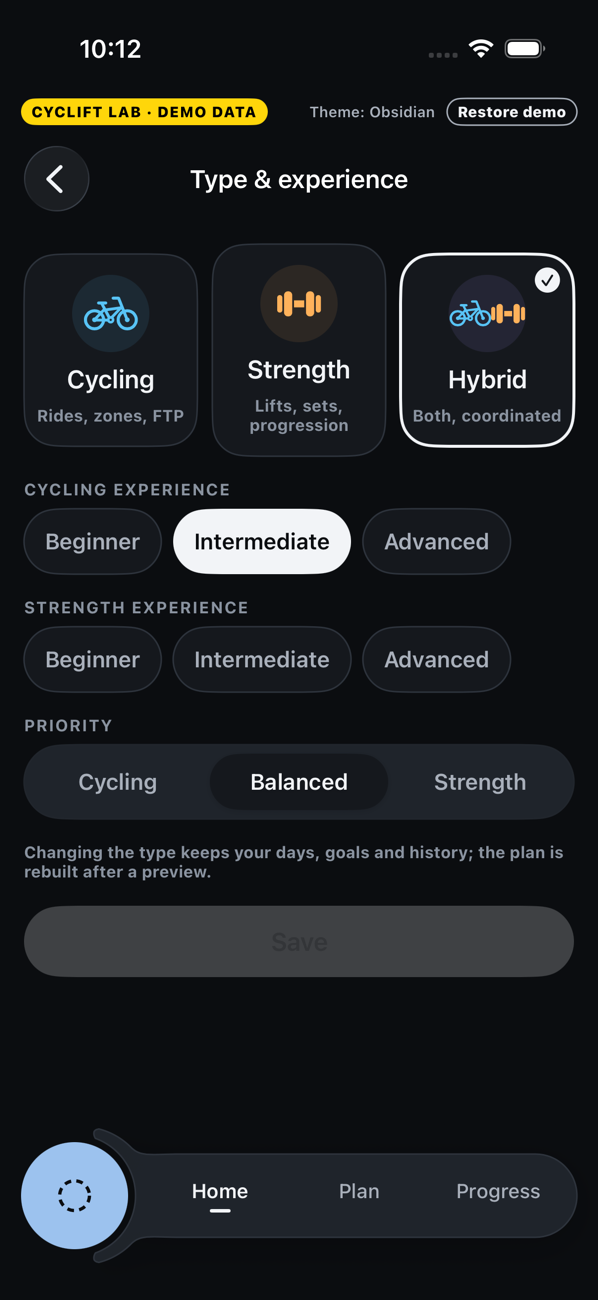 10:12
CYCLIFT LAB · DEMO DATA
Theme: Obsidian
Restore demo
Type & experience
Cycling
Rides, zones, FTP
Strength
Lifts, sets,
progression
Hybrid
Both, coordinated
CYCLING EXPERIENCE
Beginner
Intermediate
Advanced
STRENGTH EXPERIENCE
Beginner
Intermediate
Advanced
PRIORITY
Cycling
Balanced
Strength
Changing the type keeps your days, goals and history; the plan is
rebuilt after a preview.
Save
Home
Plan
Progress